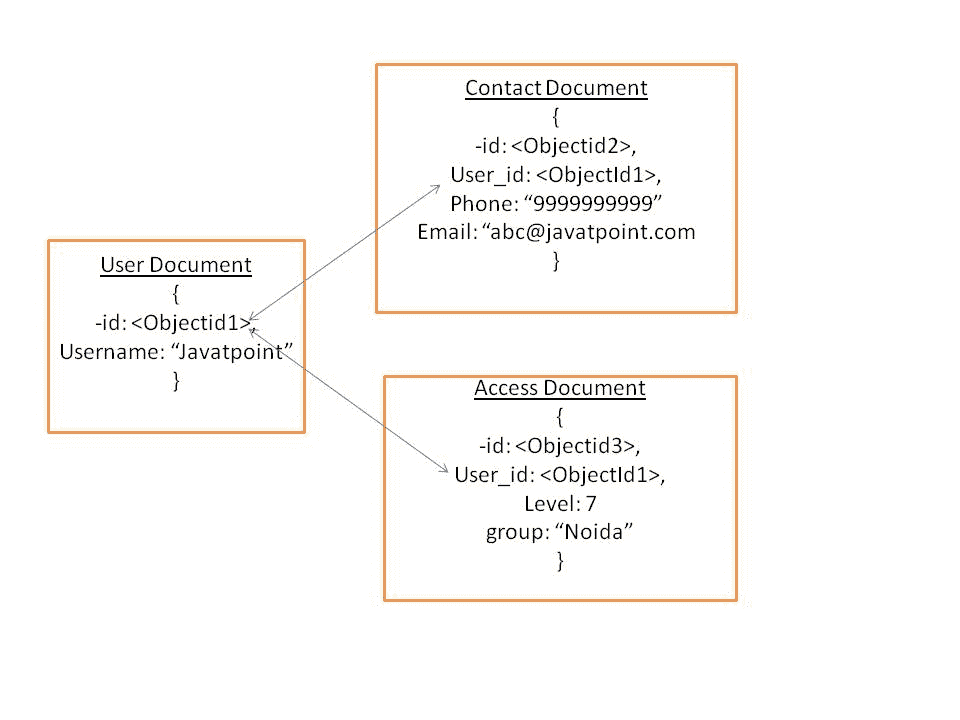 Contact Document
{
-id: <Objectid2>,
User_id: <ObjectId1>,
Phone: “9999999999”
Email: “abc@javatpoint.com
}
User Document
{
-id: <Objectid1>,
Username: “Javatpoint”
}
Access Document
{
-id: <Objectid3>,
User_id: <ObjectId1>,
Level: 7
group: “Noida”
}